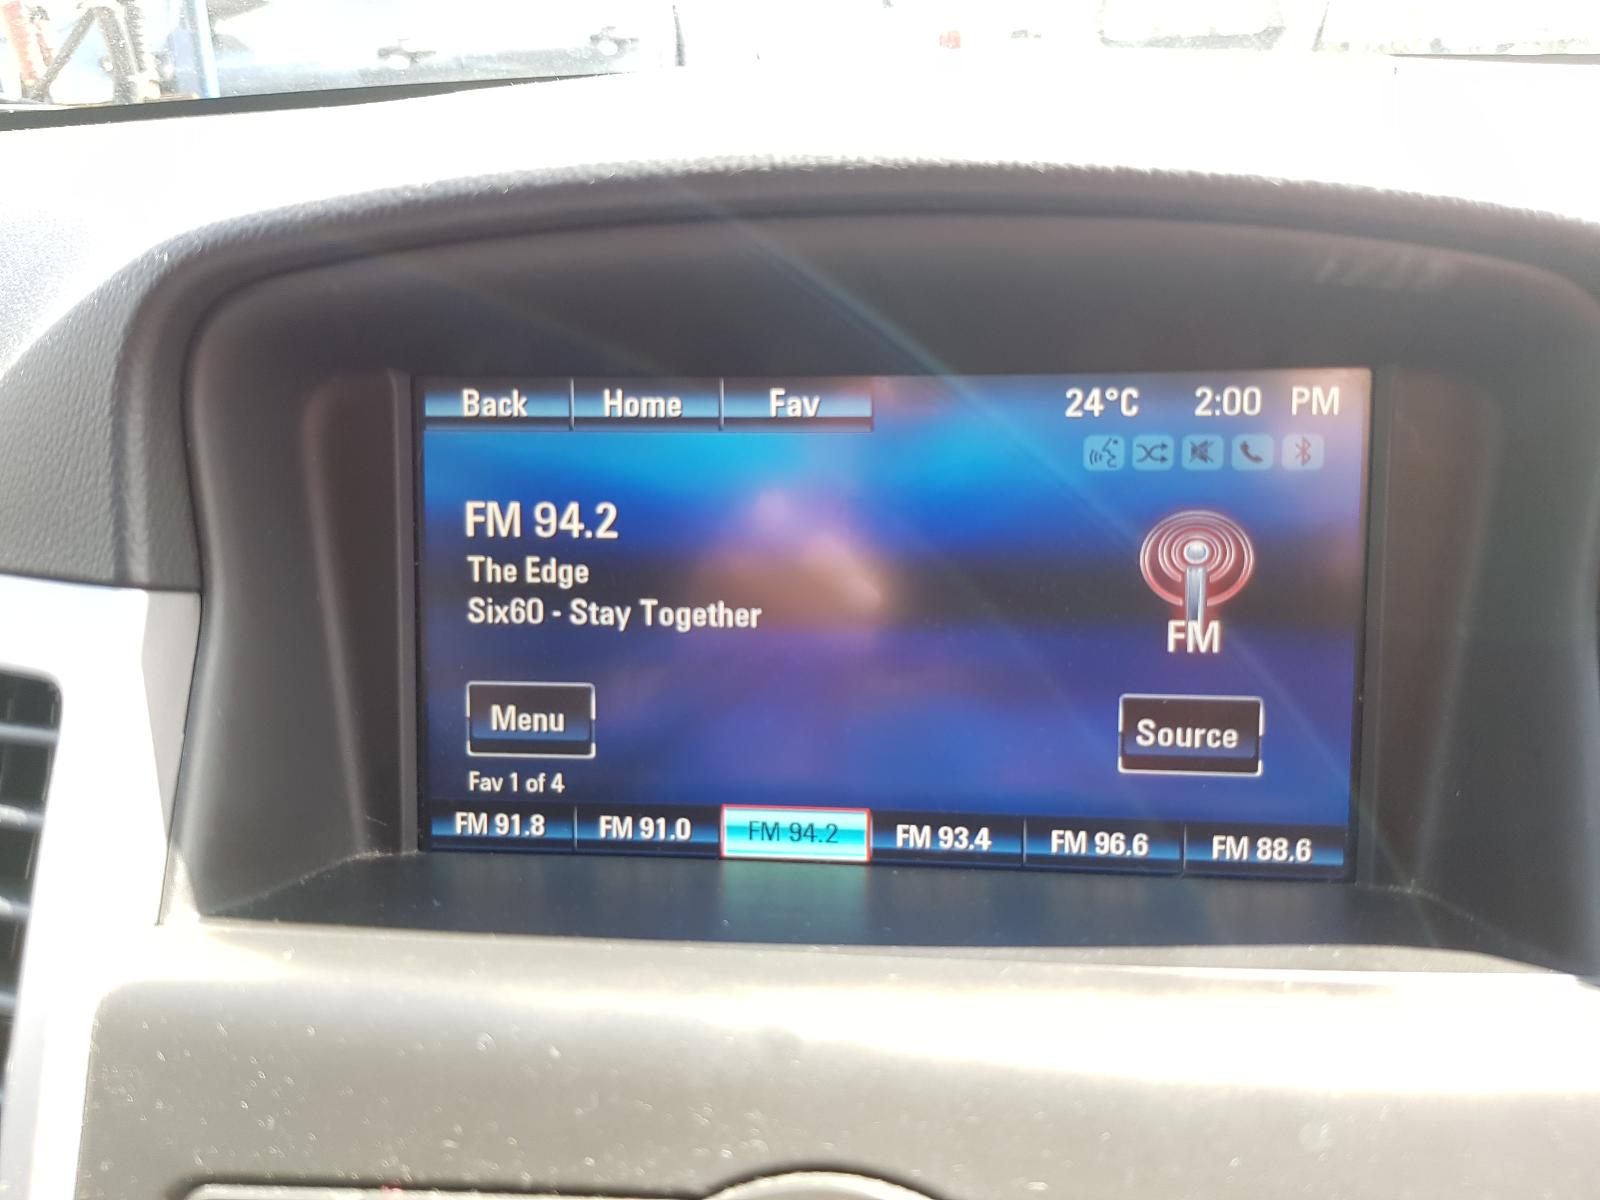 Back Home Fav 24°C 2:00 PM
FM 94.2
The Edge
Six60 - Stay Together
FM
Menu
Source
Fav 1 of 4
FM 91.8 FM 91.0 FM 94.2 FM 93.4 FM 96.6 FM 88.6